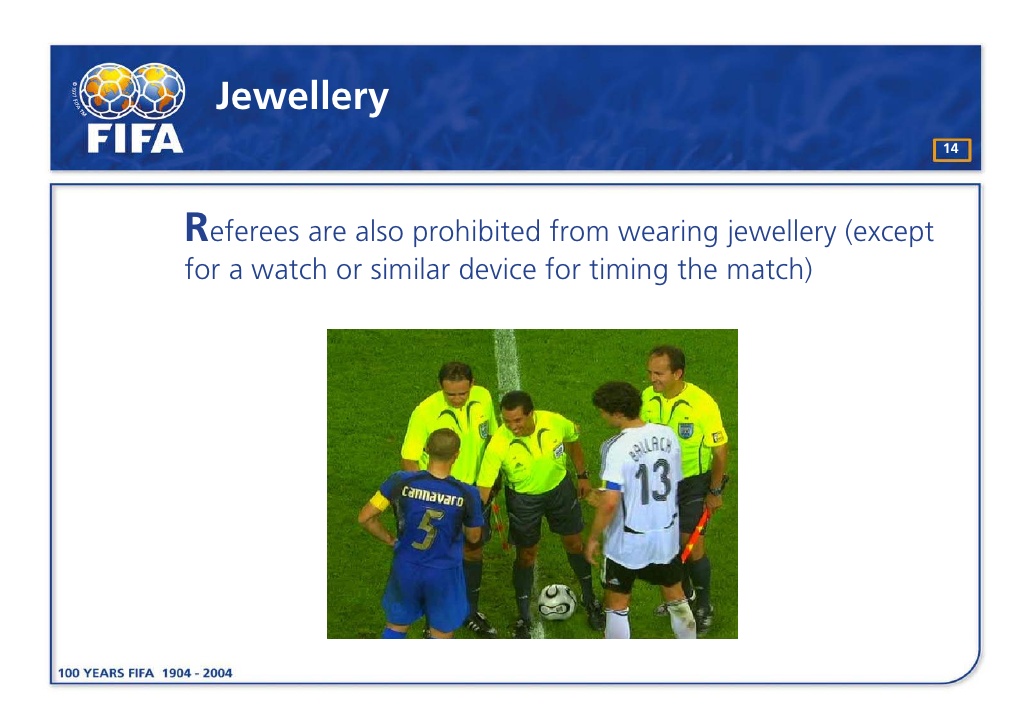 Jewellery
FIFA
14
Referees are also prohibited from wearing jewellery (except
for a watch or similar device for timing the match)
BALLACK
13
cannavaro
5
100 YEARS FIFA 1904 - 2004